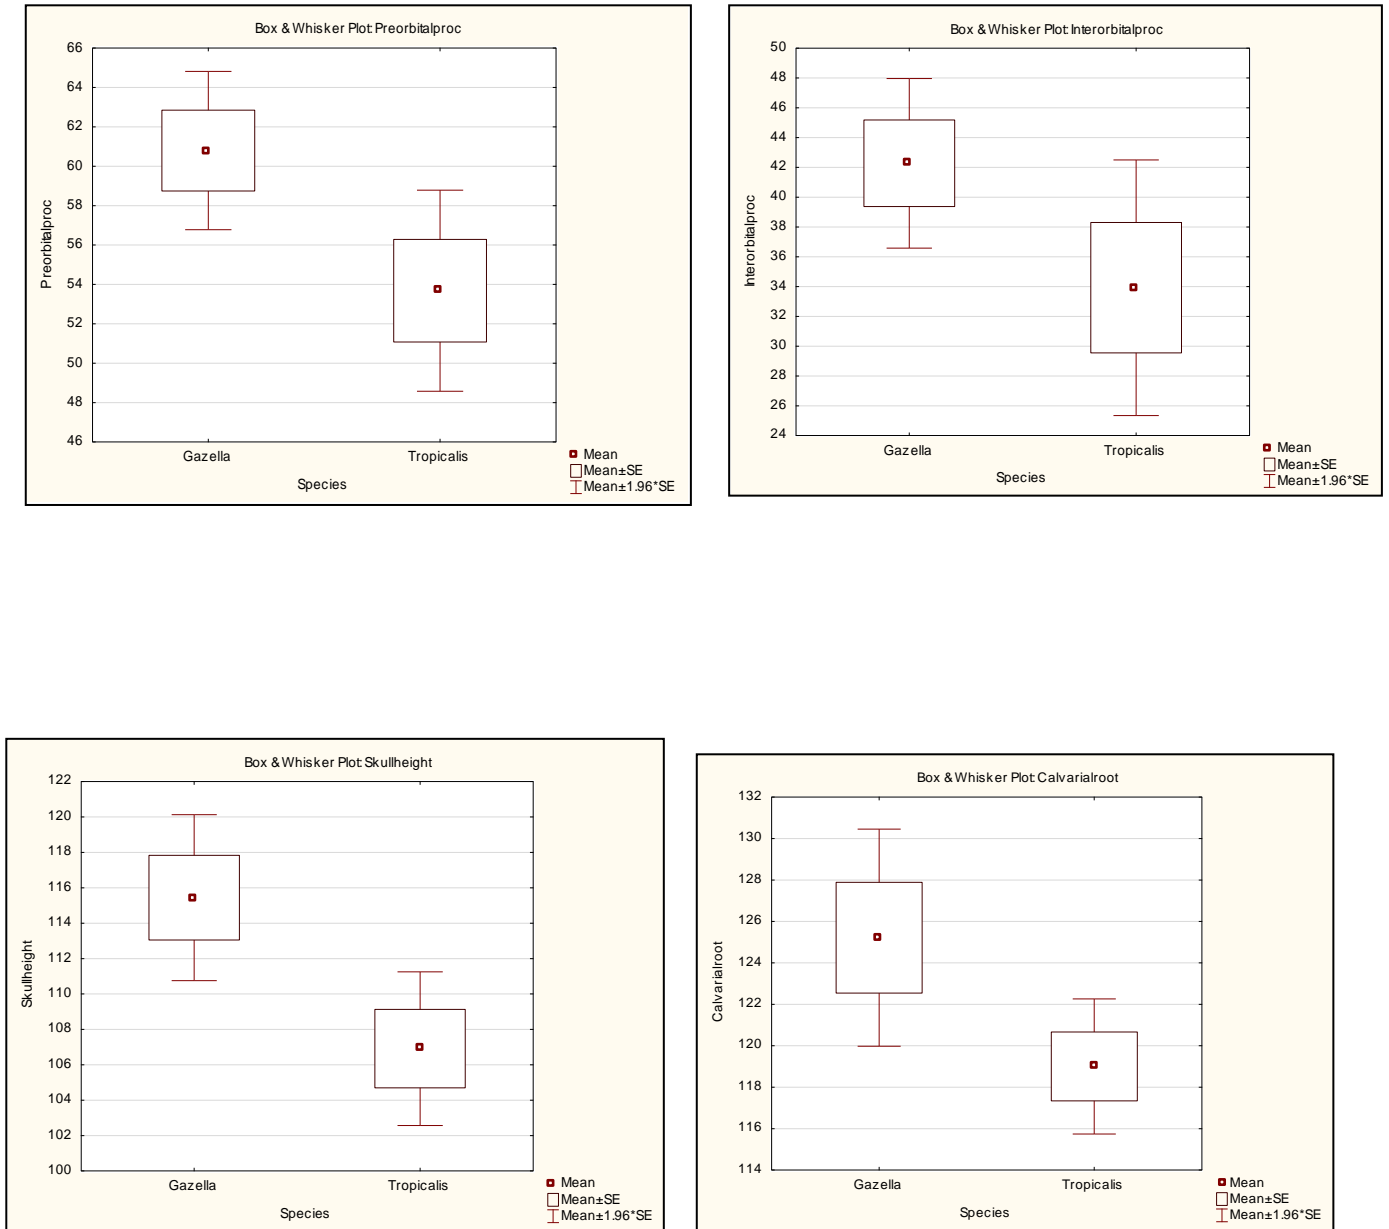 Box & Whisker Plot: Preorbitalproc
66
64
62
60
58
56
54
52
50
48
46
Preorbitalproc
Gazella
Tropicalis
Species
Mean
Mean±SE
Mean±1.96*SE
Box & Whisker Plot: Interorbitalproc
50
48
46
44
42
40
38
36
34
32
30
28
26
24
Interorbitalproc
Gazella
Tropicalis
Species
Mean
Mean±SE
Mean±1.96*SE
Box & Whisker Plot: Skullheight
122
120
118
116
114
112
110
108
106
104
102
100
Skullheight
Gazella
Tropicalis
Species
Mean
Mean±SE
Mean±1.96*SE
Box & Whisker Plot: Calvarialroot
132
130
128
126
124
122
120
118
116
114
Calvarialroot
Gazella
Tropicalis
Species
Mean
Mean±SE
Mean±1.96*SE